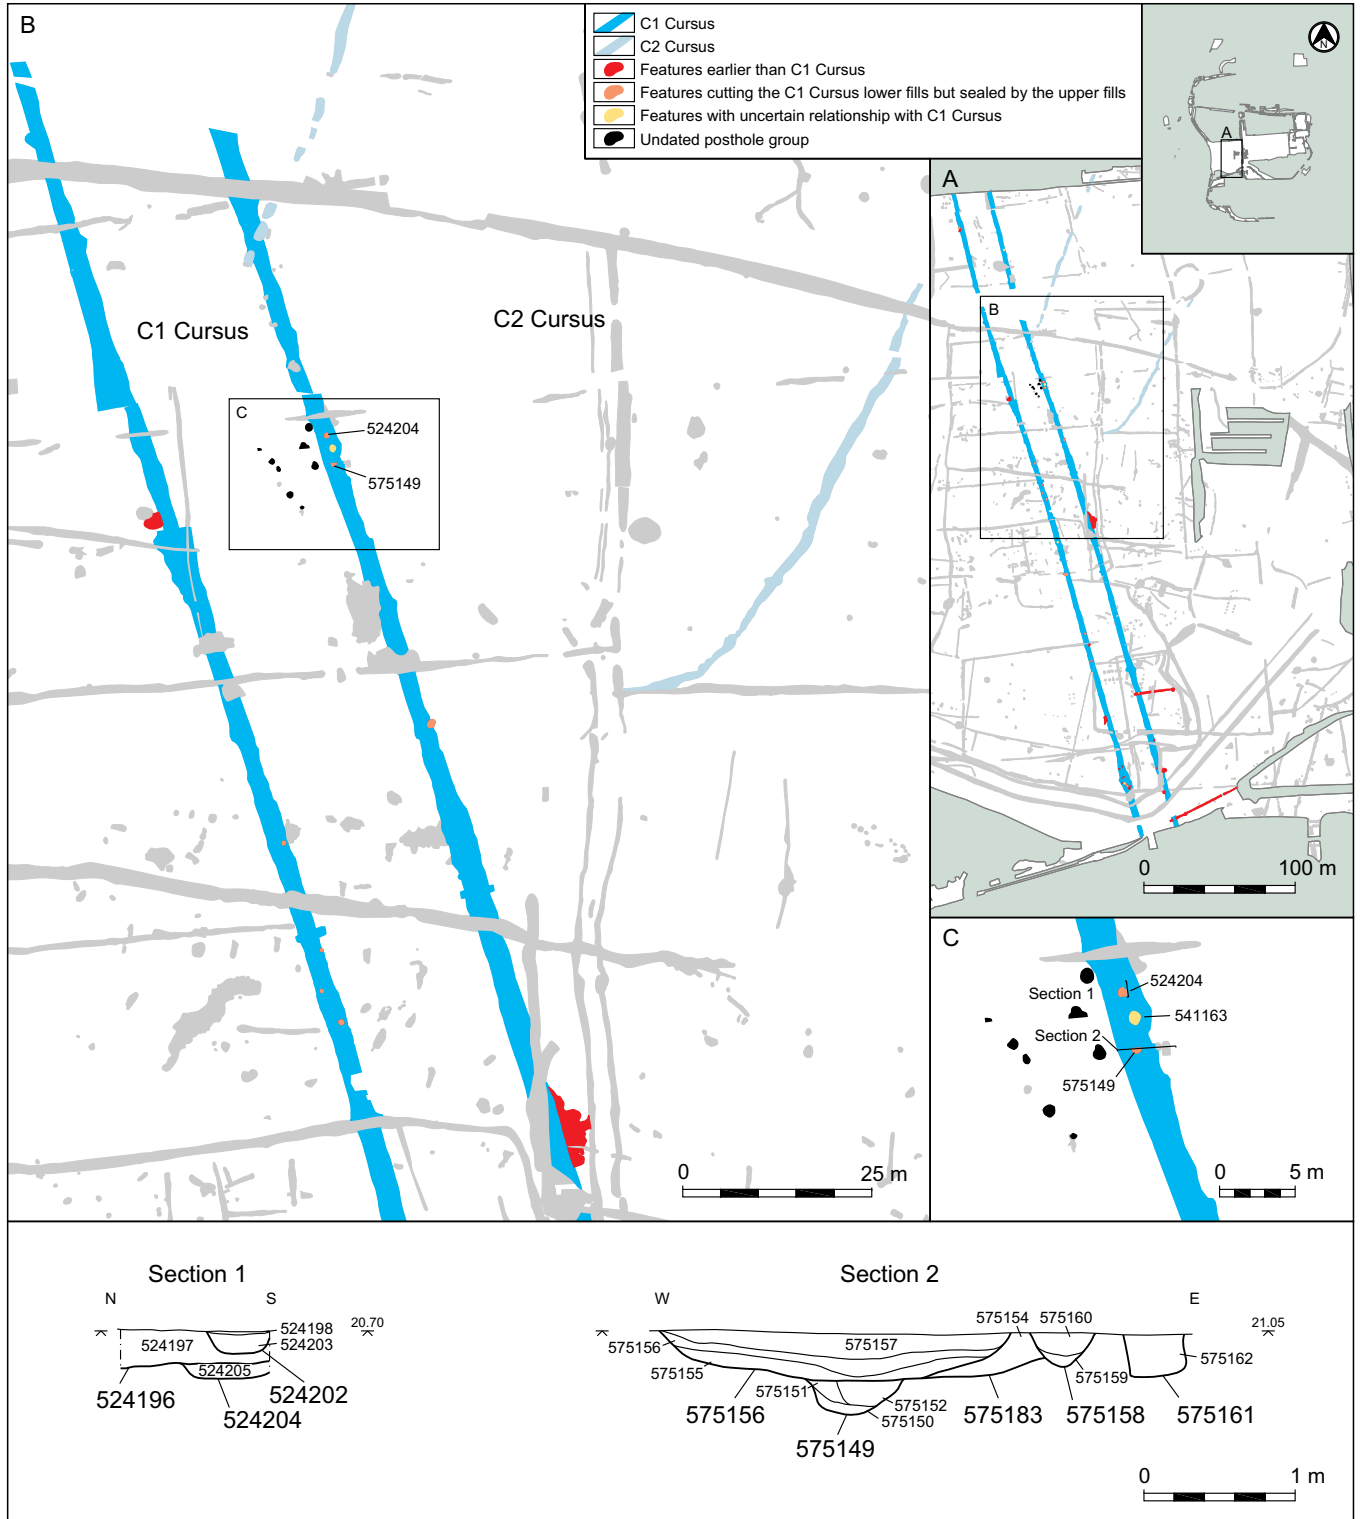 B
C1 Cursus
C2 Cursus
Features earlier than C1 Cursus
Features cutting the C1 Cursus lower fills but sealed by the upper fills
Features with uncertain relationship with C1 Cursus
Undated posthole group
N
A
A
B
0 100 m
C1 Cursus
C2 Cursus
C
524204
575149
0 25 m
C
524204
Section 1
541163
Section 2
575149
0 5 m
Section 1
N S
20.70
524198
524197
524203
524205
524196
524202
524204
Section 2
W E
21.05
575154 575160
575156
575157
575162
575155
575159
575151
575152
575150
575156
575183
575158
575161
575149
0 1 m